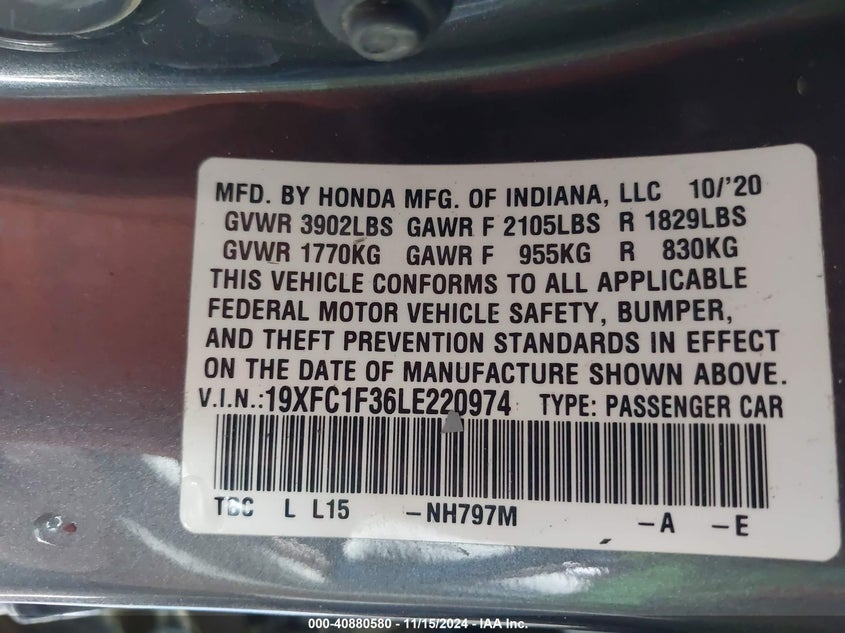 MFD. BY HONDA MFG. OF INDIANA, LLC 10/'20
GVWR 3902LBS GAWR F 2105LBS R 1829LBS
GVWR 1770KG GAWR F 955KG R 830KG
THIS VEHICLE CONFORMS TO ALL APPLICABLE
FEDERAL MOTOR VEHICLE SAFETY, BUMPER,
AND THEFT PREVENTION STANDARDS IN EFFECT
ON THE DATE OF MANUFACTURE SHOWN ABOVE.
V.I.N.:19XFC1F36LE220974 TYPE: PASSENGER CAR
L L15 -NH797M -A -E
000-40880580 - 11/15/2024 - IAA Inc.